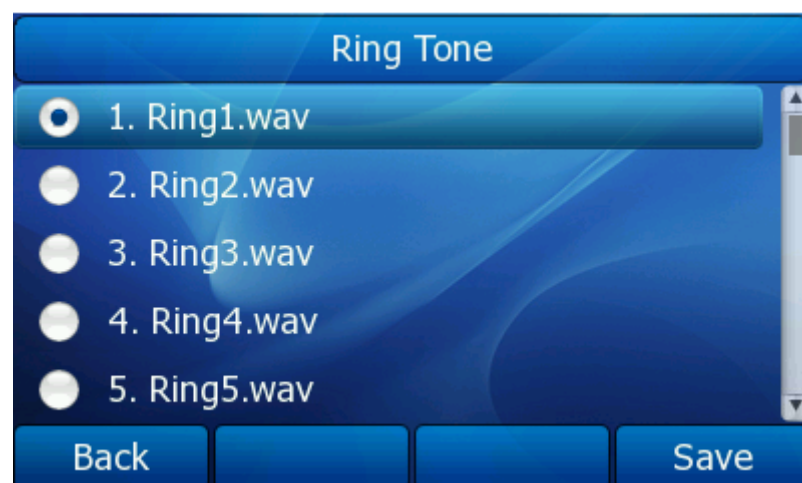 Ring Tone
1. Ring1.wav
2. Ring2.wav
3. Ring3.wav
4. Ring4.wav
5. Ring5.wav
Back Save